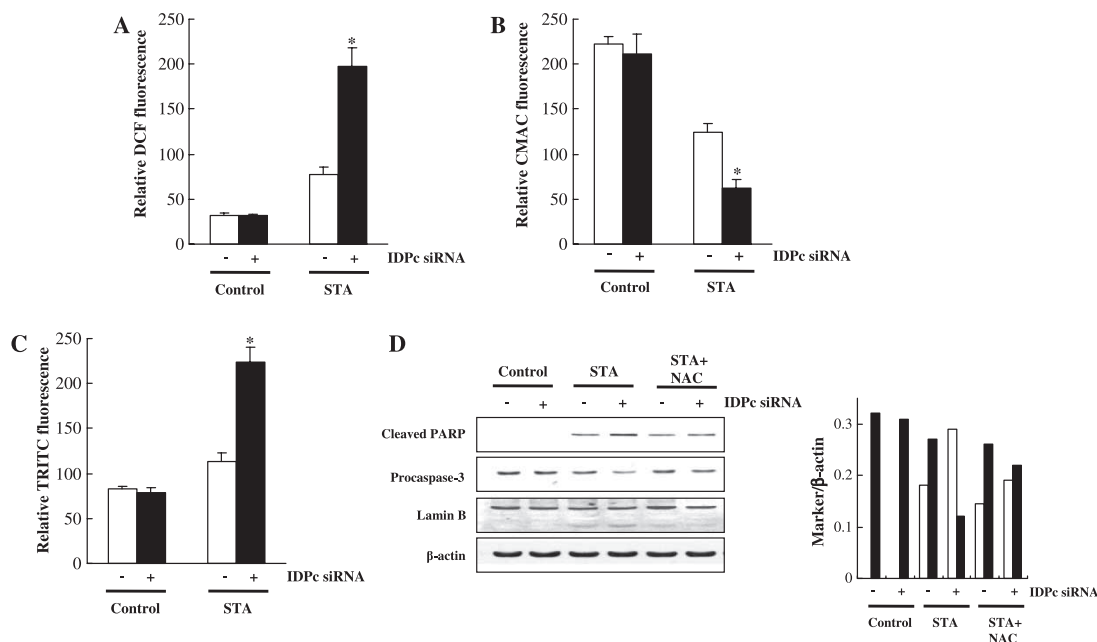 A
Relative DCF fluorescence
250
200
150
100
50
0
*
- + - + IDPc siRNA
Control STA
B
Relative CMAC fluorescence
250
200
150
100
50
0
*
- + - + IDPc siRNA
Control STA
C
Relative TRITC fluorescence
250
200
150
100
50
0
*
- + - + IDPc siRNA
Control STA
D
Control STA STA+
NAC
- + - + - + IDPc siRNA
Cleaved PARP
Procaspase-3
Lamin B
β-actin
Marker/β-actin
0.3
0.2
0.1
0
- + - + - + IDPc siRNA
Control STA STA+
NAC